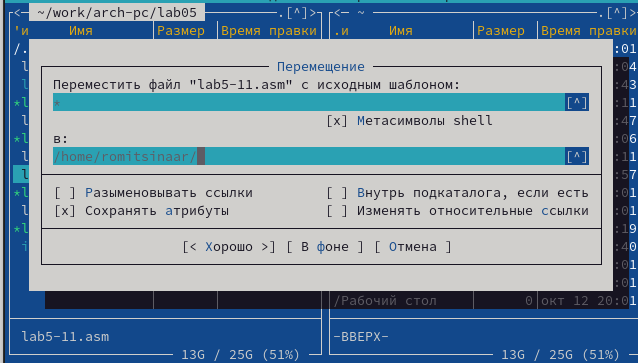 <─ ~/work/arch-pc/lab05 ─.[^]>
<─ ~ ─.[^]>
'и Имя Размер Время правки
.и Имя Размер Время правки
/.
Перемещение
Переместить файл "lab5-11.asm" с исходным шаблоном:
* [^]
[x] Метасимволы shell
в:
/home/romitsinaar/ [^]
[ ] Разыменовывать ссылки [ ] Внутрь подкаталога, если есть
[x] Сохранять атрибуты [ ] Изменять относительные ссылки
[< Хорошо >] [ В фоне ] [ Отмена ]
/Рабочий стол 0 окт 12 20:01
lab5-11.asm -ВВЕРХ-
13G / 25G (51%) 13G / 25G (51%)